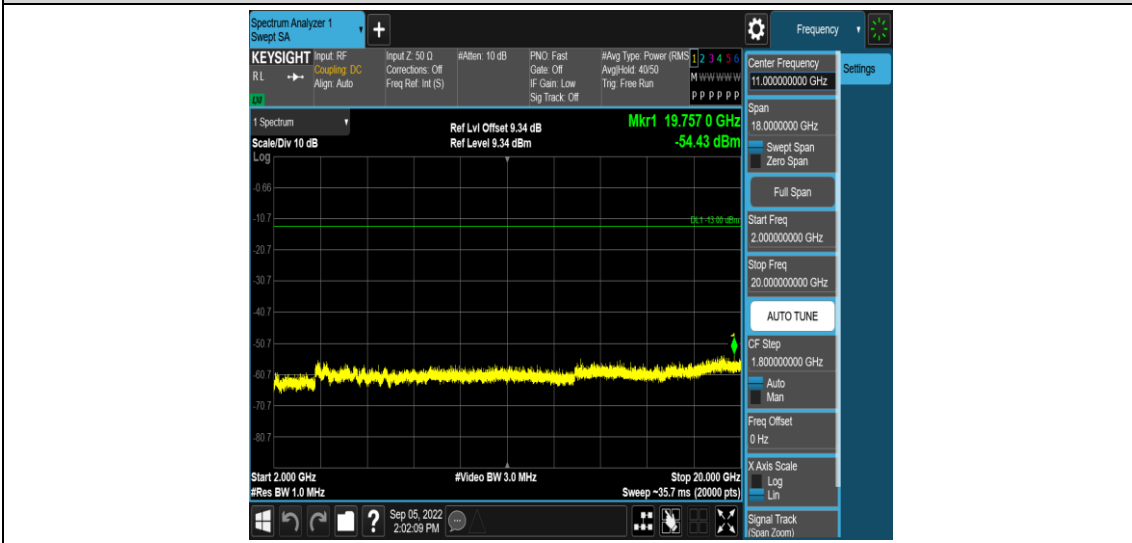 Spectrum Analyzer 1
Swept SA
+
Frequency
KEYSIGHT
RL
LXI
Input: RF
Coupling: DC
Align: Auto
Input Z: 50 Ω
Corrections: Off
Freq Ref: Int (S)
#Atten: 10 dB
PNO: Fast
Gate: Off
IF Gain: Low
Sig Track: Off
#Avg Type: Power (RMS
Avg|Hold: 40/50
Trig: Free Run
1 2 3 4 5 6
M W W W W W
P P P P P P
Center Frequency
11.000000000 GHz
Settings
Span
18.0000000 GHz
Swept Span
Zero Span
Full Span
Start Freq
2.000000000 GHz
Stop Freq
20.000000000 GHz
AUTO TUNE
CF Step
1.800000000 GHz
Auto
Man
Freq Offset
0 Hz
X Axis Scale
Log
Lin
Signal Track
(Span Zoom)
1 Spectrum
Scale/Div 10 dB
Log
Ref Lvl Offset 9.34 dB
Ref Level 9.34 dBm
Mkr1 19.757 0 GHz
-54.43 dBm
-0.66
-10.7
DL1 -13.00 dBm
-20.7
-30.7
-40.7
-50.7
1
-60.7
-70.7
-80.7
Start 2.000 GHz
#Video BW 3.0 MHz
Stop 20.000 GHz
#Res BW 1.0 MHz
Sweep ~35.7 ms (20000 pts)
?
Sep 05, 2022
2:02:09 PM